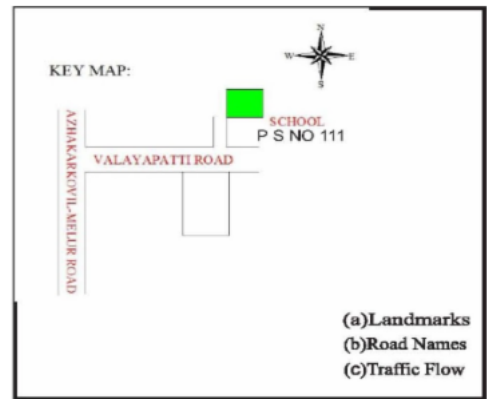 N
W E
S
KEY MAP:
SCHOOL
P S NO 111
VALAYAPATTI ROAD
AZHAKARKOVIL-MELUR ROAD
(a)Landmarks
(b)Road Names
(c)Traffic Flow